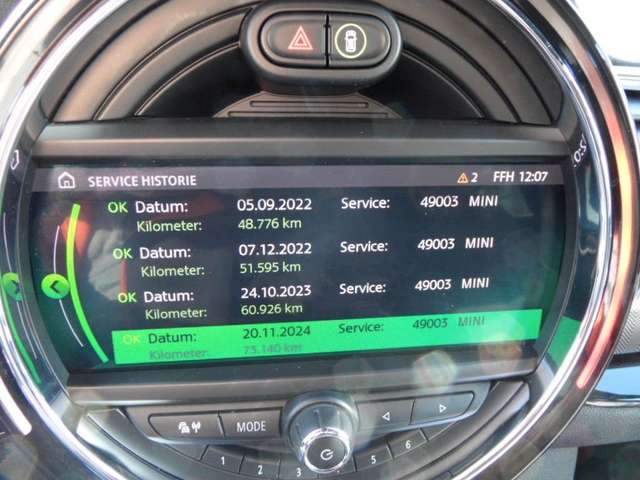 SERVICE HISTORIE 2 FFH 12:07
OK Datum: 05.09.2022 Service: 49003 MINI
Kilometer: 48.776 km
OK Datum: 07.12.2022 Service: 49003 MINI
Kilometer: 51.595 km
OK Datum: 24.10.2023 Service: 49003 MINI
Kilometer: 60.926 km
OK Datum: 20.11.2024 Service: 49003 MINI
Kilometer: 75.140 km
MODE
1 2 3 4 5 6